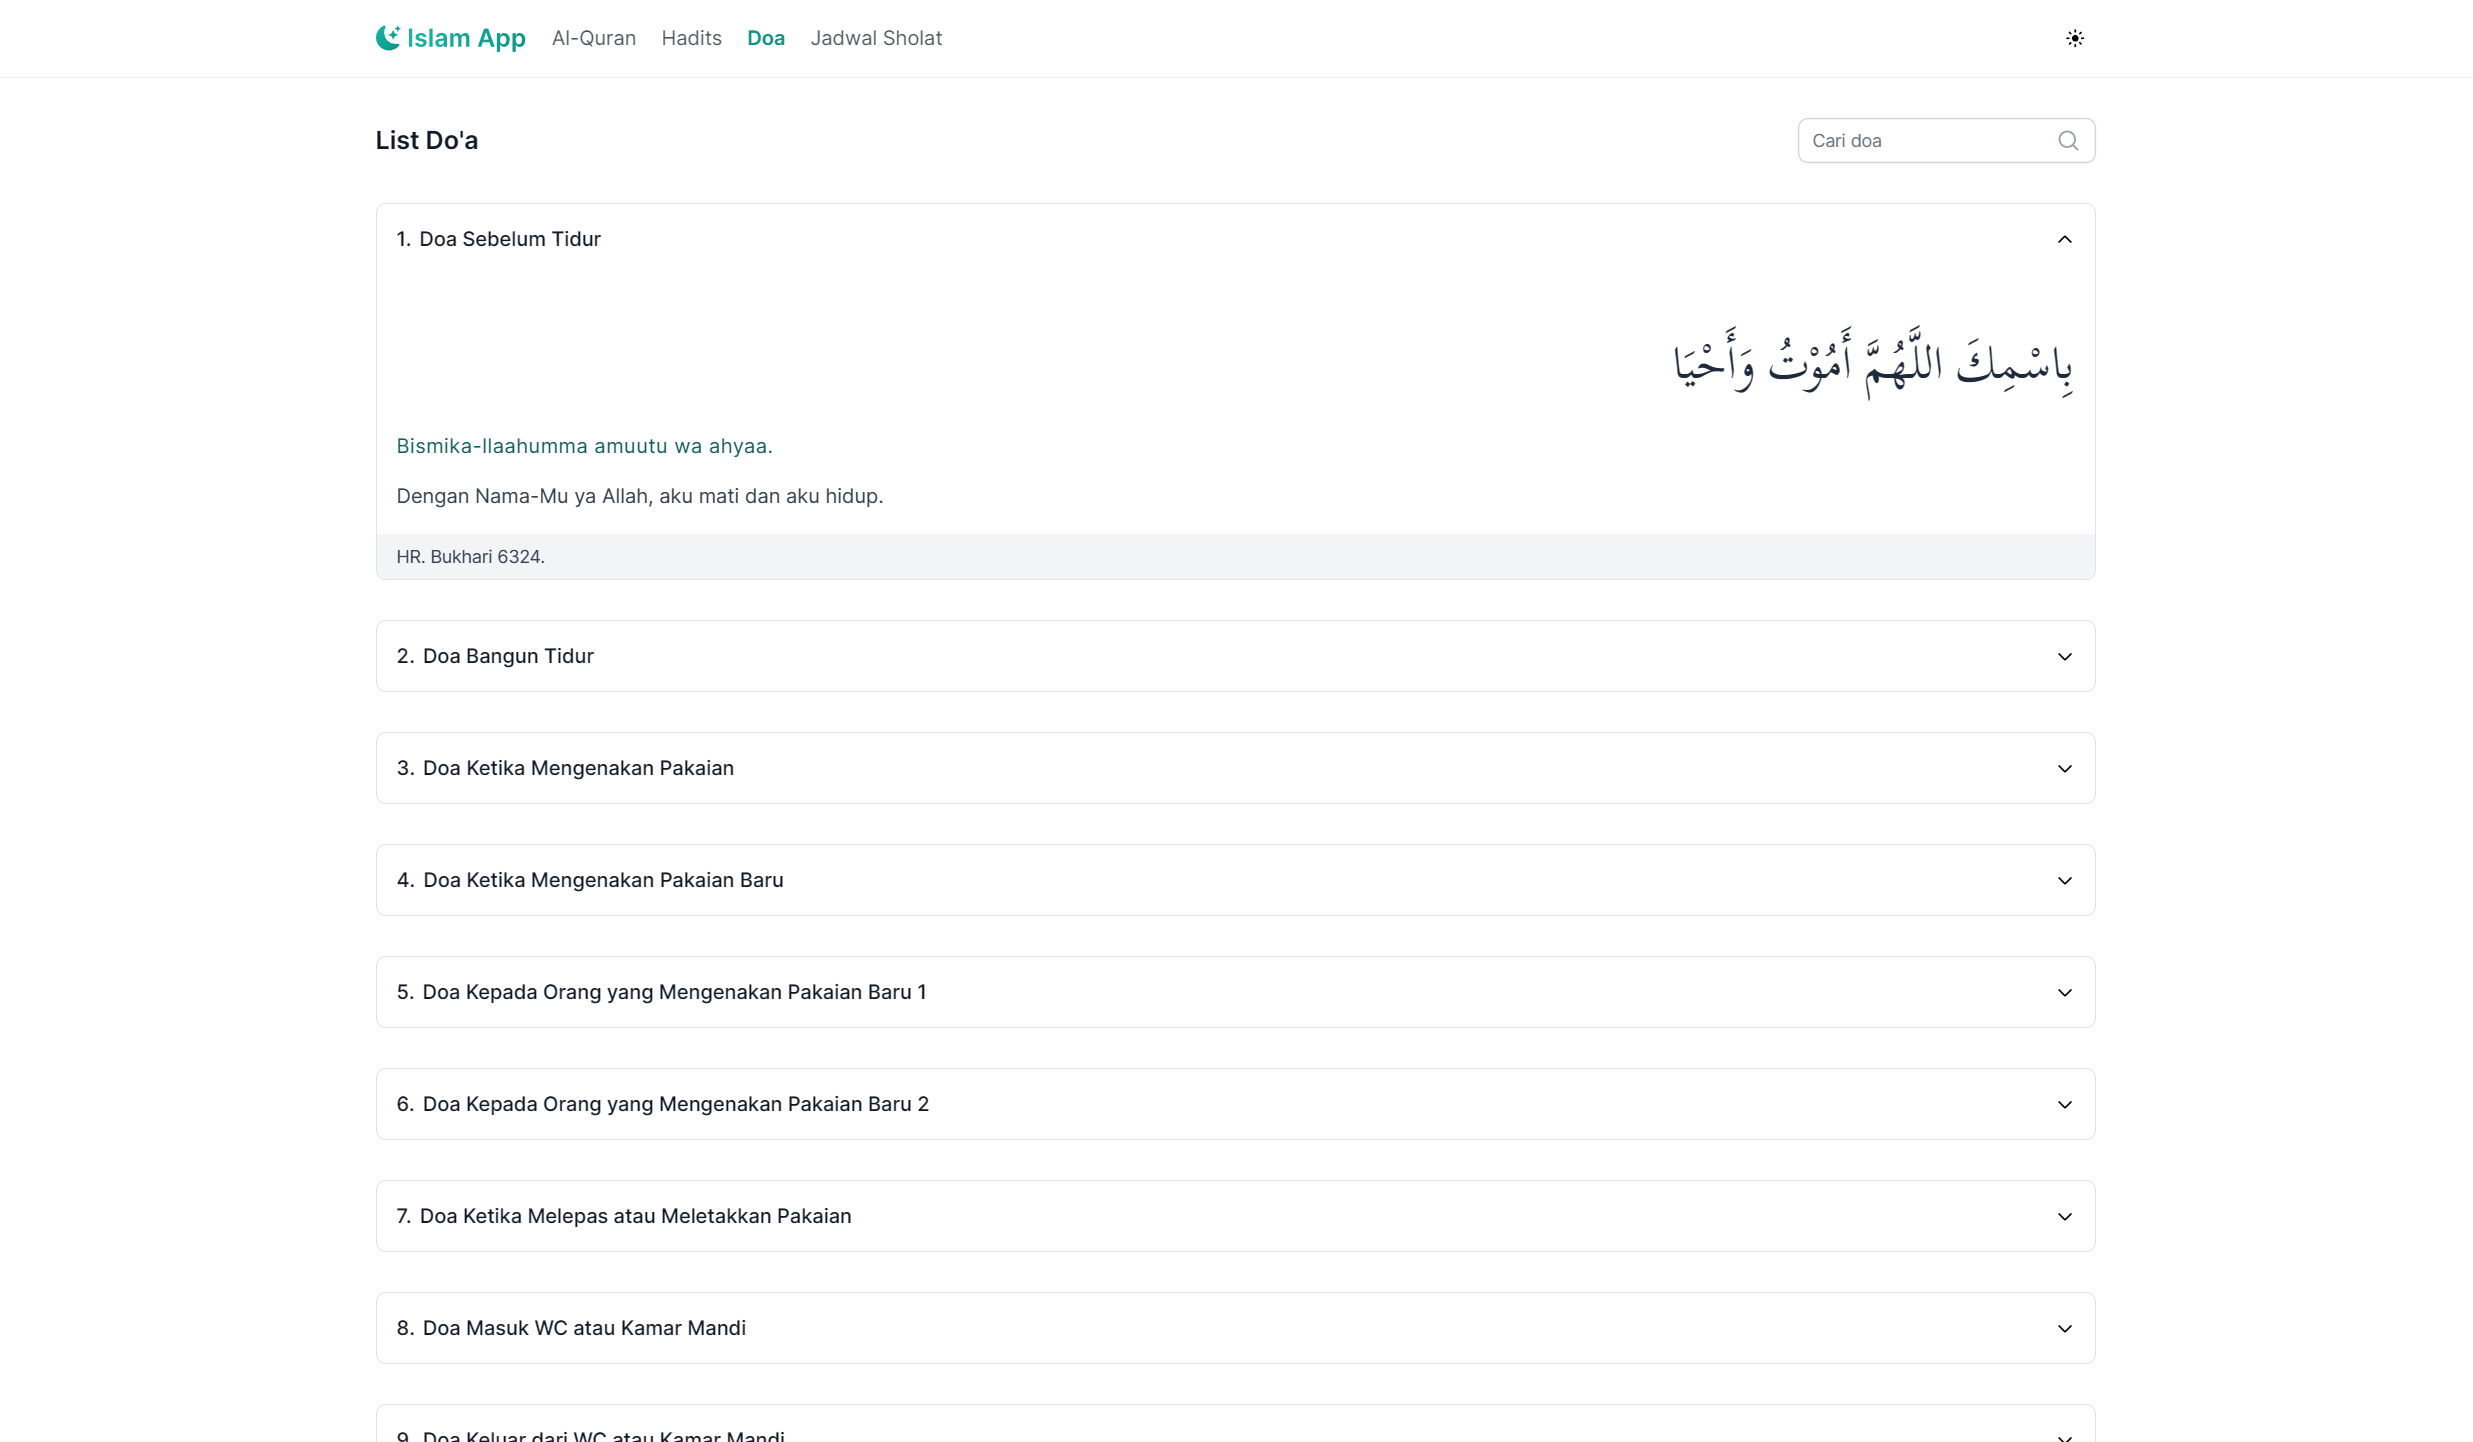 Islam App
Al-Quran
Hadits
Doa
Jadwal Sholat
List Do'a
Cari doa
1. Doa Sebelum Tidur
بِاسْمِكَ اللَّهُمَّ أَمُوْتُ وَأَحْيَا
Bismika-llaahumma amuutu wa ahyaa.
Dengan Nama-Mu ya Allah, aku mati dan aku hidup.
HR. Bukhari 6324.
2. Doa Bangun Tidur
3. Doa Ketika Mengenakan Pakaian
4. Doa Ketika Mengenakan Pakaian Baru
5. Doa Kepada Orang yang Mengenakan Pakaian Baru 1
6. Doa Kepada Orang yang Mengenakan Pakaian Baru 2
7. Doa Ketika Melepas atau Meletakkan Pakaian
8. Doa Masuk WC atau Kamar Mandi
9. Doa Keluar dari WC atau Kamar Mandi